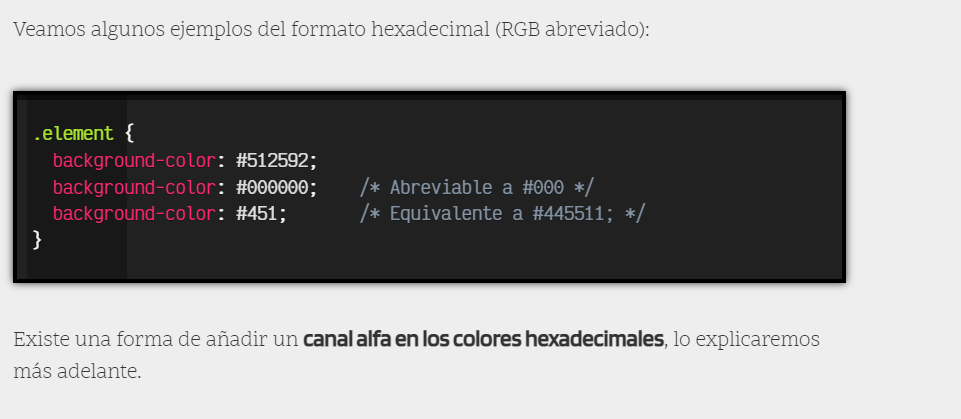 Veamos algunos ejemplos del formato hexadecimal (RGB abreviado):
.element {
  background-color: #512592;
  background-color: #000000;    /* Abreviable a #000 */
  background-color: #451;       /* Equivalente a #445511; */
}
Existe una forma de añadir un canal alfa en los colores hexadecimales, lo explicaremos
más adelante.